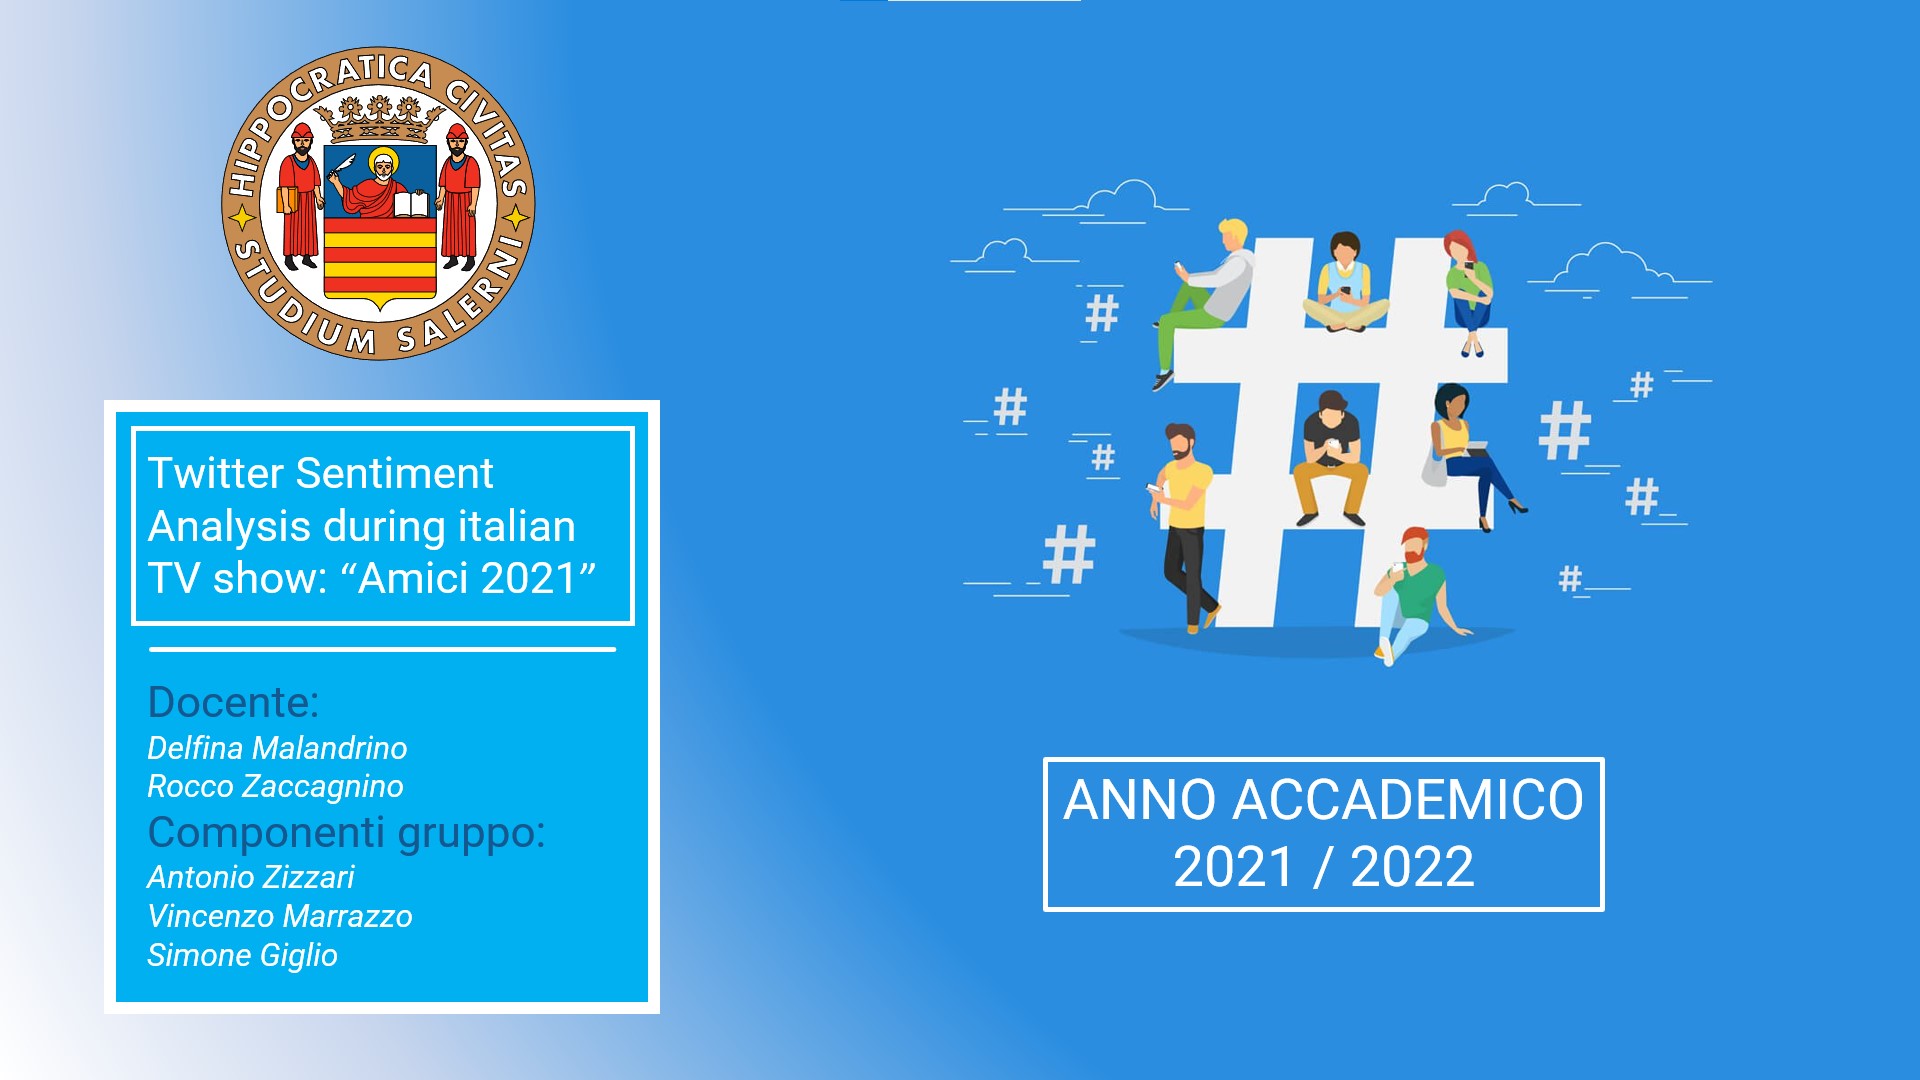 HIPPOCRATICA CIVITAS
STUDIUM SALERNI
Twitter Sentiment
Analysis during italian
TV show: “Amici 2021”
Docente:
Delfina Malandrino
Rocco Zaccagnino
Componenti gruppo:
Antonio Zizzari
Vincenzo Marrazzo
Simone Giglio
ANNO ACCADEMICO
2021 / 2022